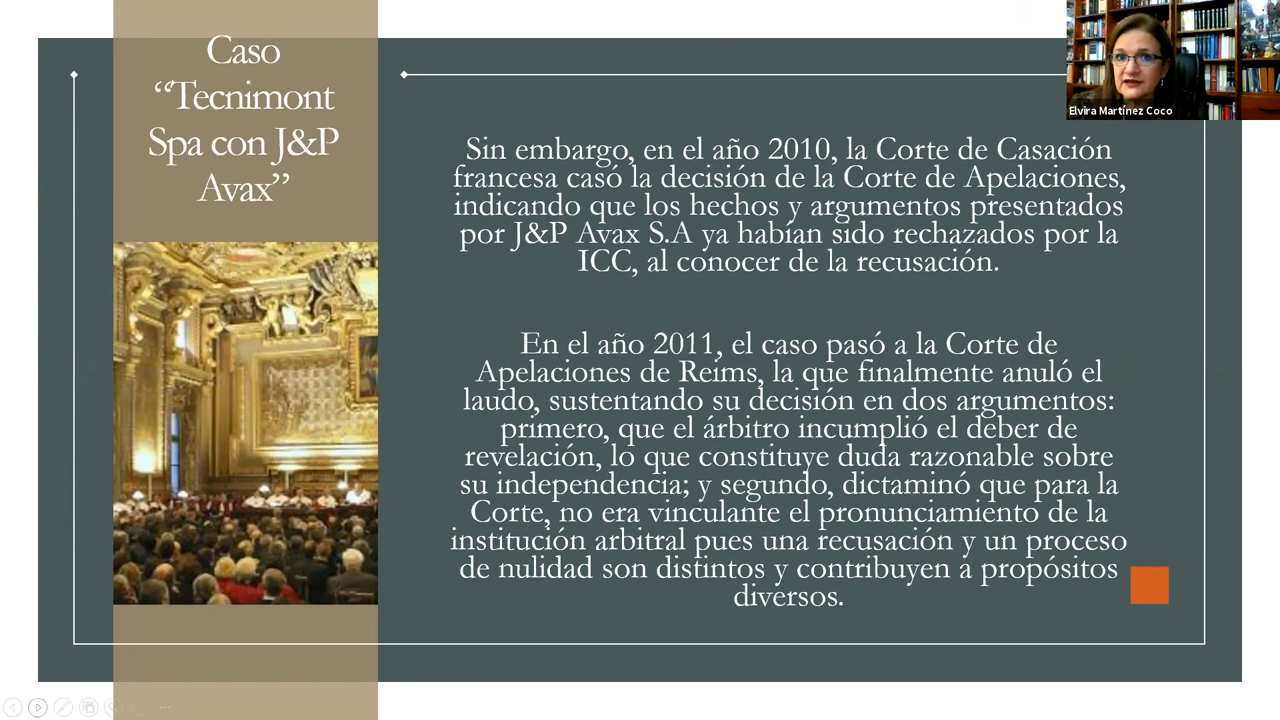 Caso
“Tecnimont
Spa con J&P
Avax”
Elvira Martínez Coco
Sin embargo, en el año 2010, la Corte de Casación
francesa casó la decisión de la Corte de Apelaciones,
indicando que los hechos y argumentos presentados
por J&P Avax S.A ya habían sido rechazados por la
ICC, al conocer de la recusación.
En el año 2011, el caso pasó a la Corte de
Apelaciones de Reims, la que finalmente anuló el
laudo, sustentando su decisión en dos argumentos:
primero, que el árbitro incumplió el deber de
revelación, lo que constituye duda razonable sobre
su independencia; y segundo, dictaminó que para la
Corte, no era vinculante el pronunciamiento de la
institución arbitral pues una recusación y un proceso
de nulidad son distintos y contribuyen a propósitos
diversos.